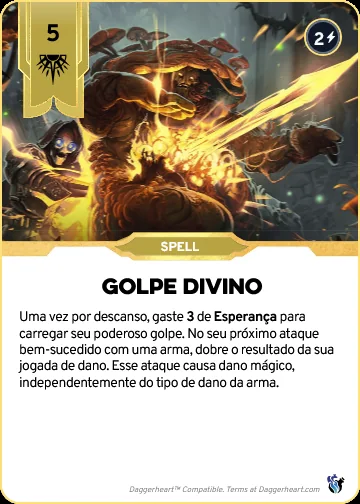 5
2
SPELL
GOLPE DIVINO
Uma vez por descanso, gaste 3 de Esperança para
carregar seu poderoso golpe. No seu próximo ataque
bem-sucedido com uma arma, dobre o resultado da sua
jogada de dano. Esse ataque causa dano mágico,
independentemente do tipo de dano da arma.
Daggerheart™ Compatible. Terms at Daggerheart.com